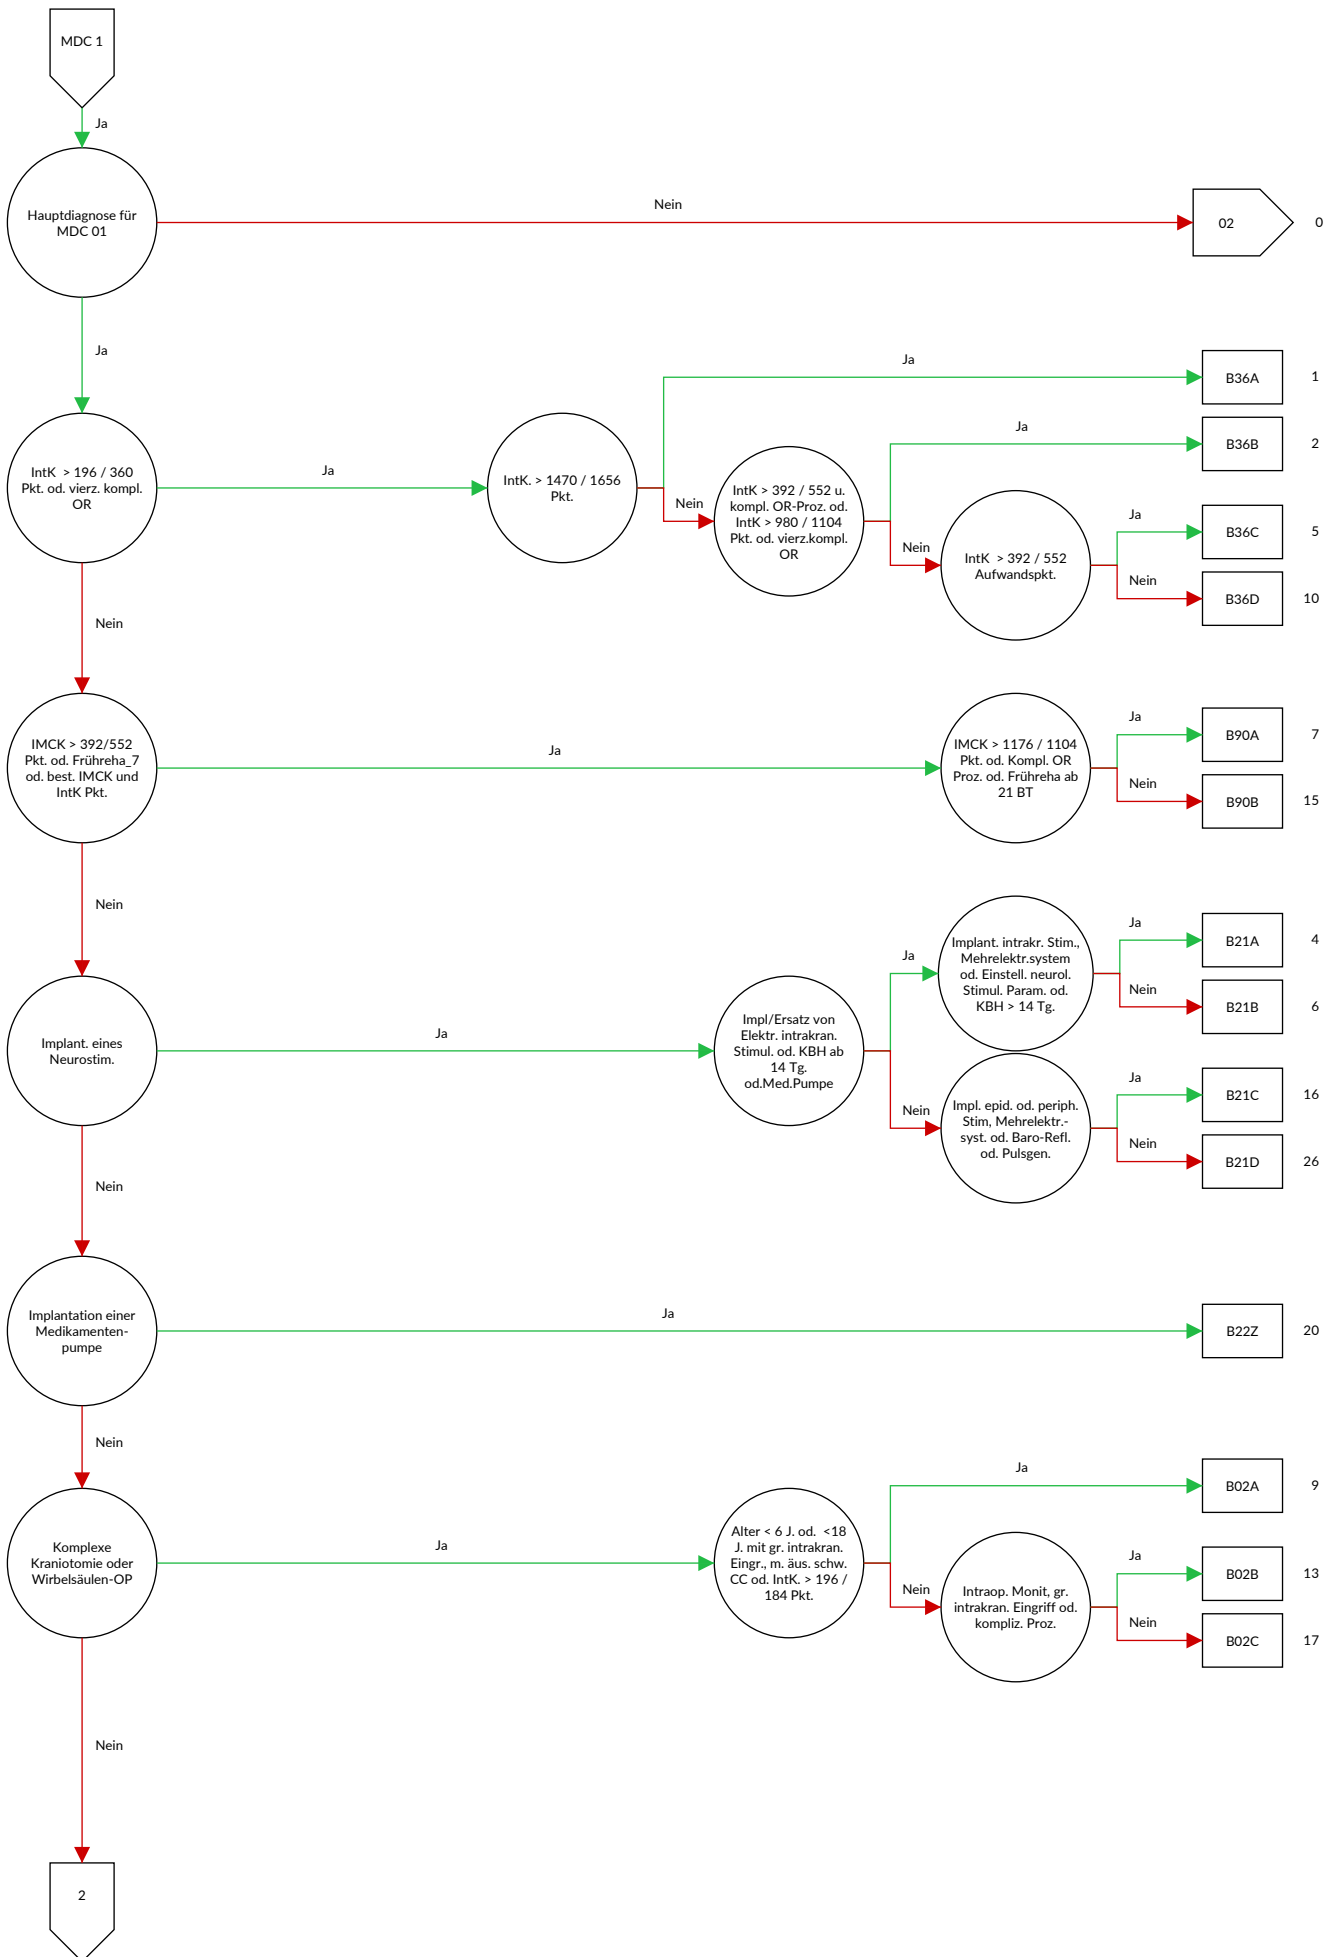 MDC 1
Ja
Hauptdiagnose für
MDC 01
Nein
02
0
Ja
IntK > 196 / 360
Pkt. od. vierz. kompl.
OR
Ja
IntK. > 1470 / 1656
Pkt.
Ja
B36A
1
Nein
IntK > 392 / 552 u.
kompl. OR-Proz. od.
IntK > 980 / 1104
Pkt. od. vierz.kompl.
OR
Ja
B36B
2
Nein
IntK > 392 / 552
Aufwandspkt.
Ja
B36C
5
Nein
B36D
10
Nein
IMCK > 392/552
Pkt. od. Frühreha_7
od. best. IMCK und
IntK Pkt.
Ja
IMCK > 1176 / 1104
Pkt. od. Kompl. OR
Proz. od. Frühreha ab
21 BT
Ja
B90A
7
Nein
B90B
15
Nein
Implant. eines
Neurostim.
Ja
Impl/Ersatz von
Elektr. intrakran.
Stimul. od. KBH ab
14 Tg.
od.Med.Pumpe
Ja
Implant. intrakr. Stim.,
Mehrelektr.system
od. Einstell. neurol.
Stimul. Param. od.
KBH > 14 Tg.
Ja
B21A
4
Nein
B21B
6
Nein
Impl. epid. od. periph.
Stim, Mehrelektr.-
syst. od. Baro-Refl.
od. Pulsgen.
Ja
B21C
16
Nein
B21D
26
Nein
Implantation einer
Medikamenten-
pumpe
Ja
B22Z
20
Nein
Komplexe
Kraniotomie oder
Wirbelsäulen-OP
Ja
Alter < 6 J. od. <18
J. mit gr. intrakran.
Eingr., m. äus. schw.
CC od. IntK. > 196 /
184 Pkt.
Ja
B02A
9
Nein
Intraop. Monit, gr.
intrakran. Eingriff od.
kompliz. Proz.
Ja
B02B
13
Nein
B02C
17
Nein
2